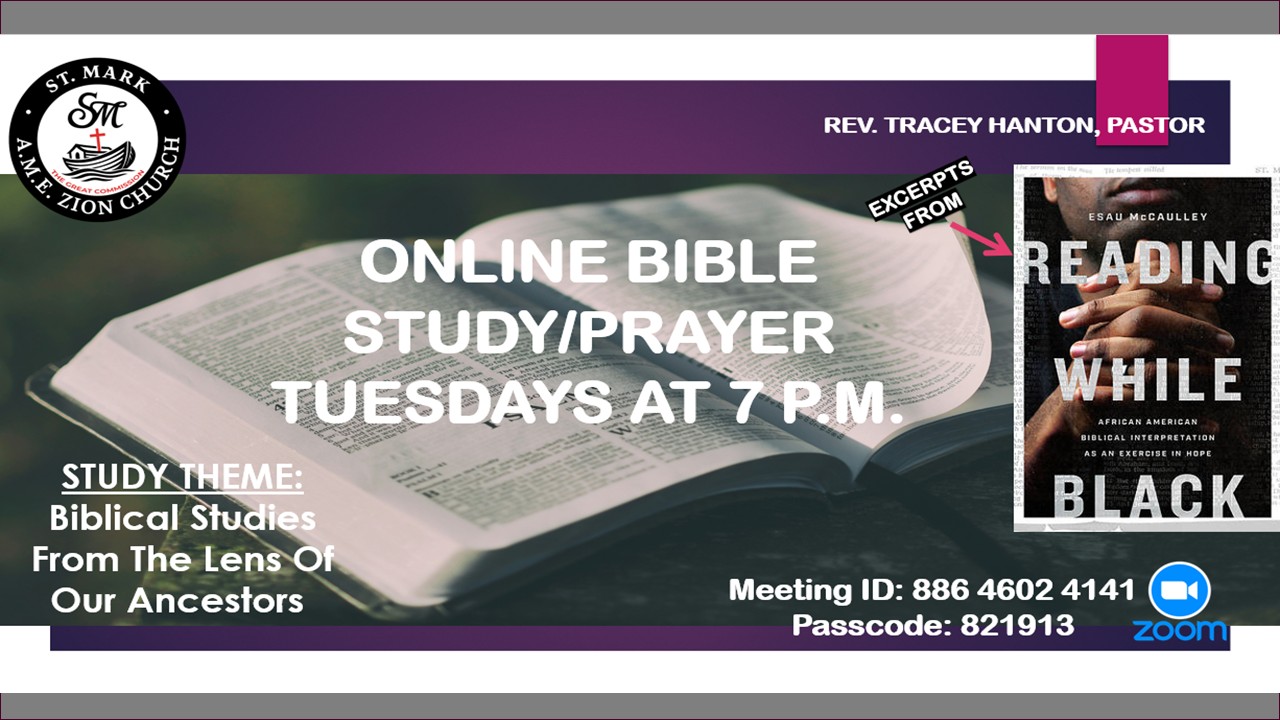 ST. MARK
SM
THE GREAT COMMISSION
A.M.E. ZION CHURCH
REV. TRACEY HANTON, PASTOR
EXCERPTS
FROM
ESAU McCAULLEY
READING
WHILE
AFRICAN AMERICAN
BIBLICAL INTERPRETATION
AS AN EXERCISE IN HOPE
BLACK
ONLINE BIBLE
STUDY/PRAYER
TUESDAYS AT 7 P.M.
STUDY THEME:
Biblical Studies
From The Lens Of
Our Ancestors
Meeting ID: 886 4602 4141
Passcode: 821913
zoom